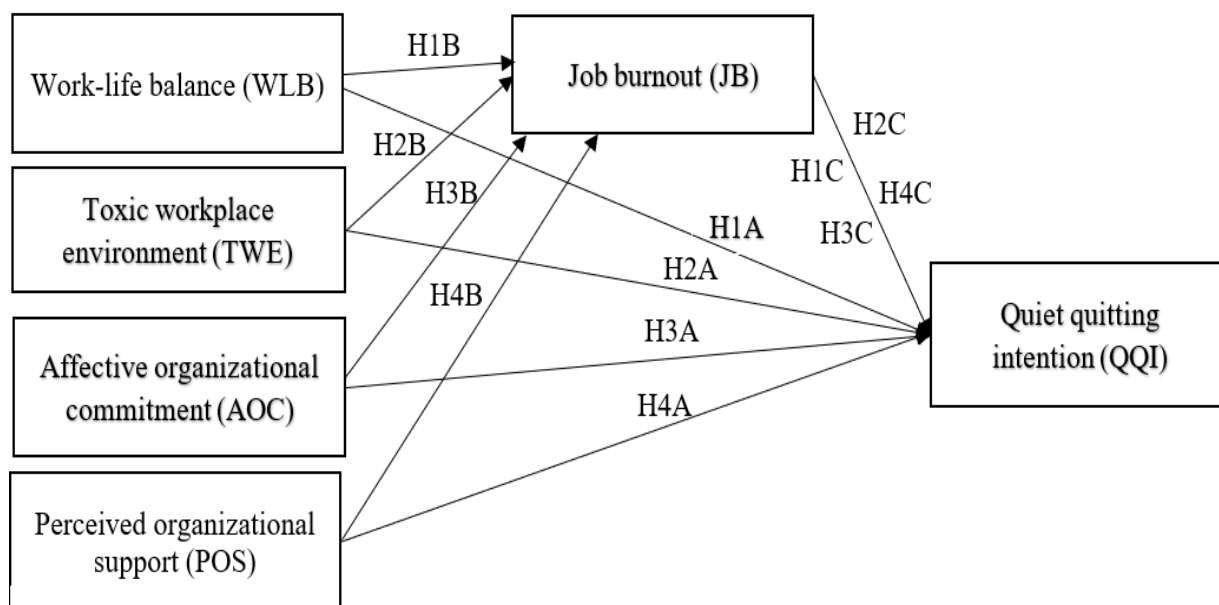 H1B
Work-life balance (WLB)
Job burnout (JB)
H2B
H2C
H3B
H1C
H4C
Toxic workplace
environment (TWE)
H1A
H3C
H2A
H4B
Quiet quitting
intention (QQI)
H3A
Affective organizational
commitment (AOC)
H4A
Perceived organizational
support (POS)